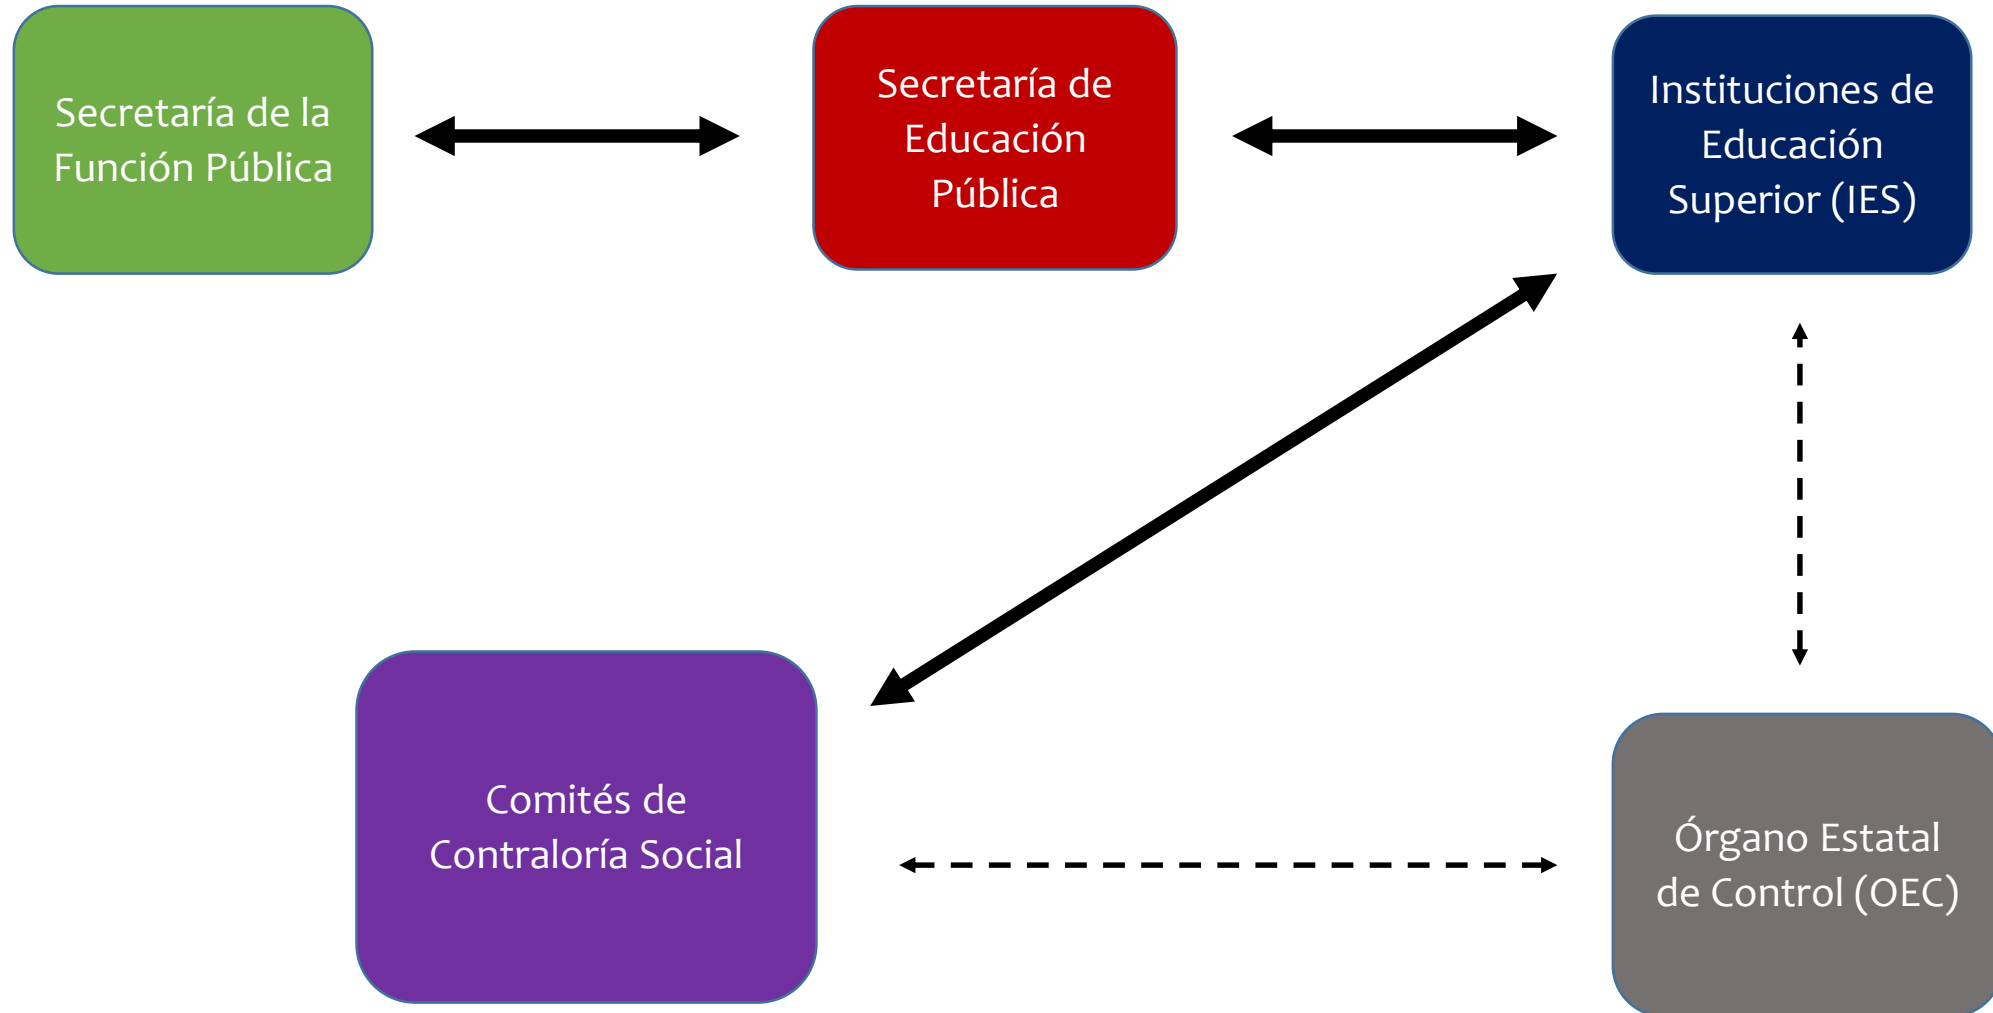 Secretaría de la
Función Pública
Secretaría de
Educación
Pública
Instituciones de
Educación
Superior (IES)
Comités de
Contraloría Social
Órgano Estatal
de Control (OEC)